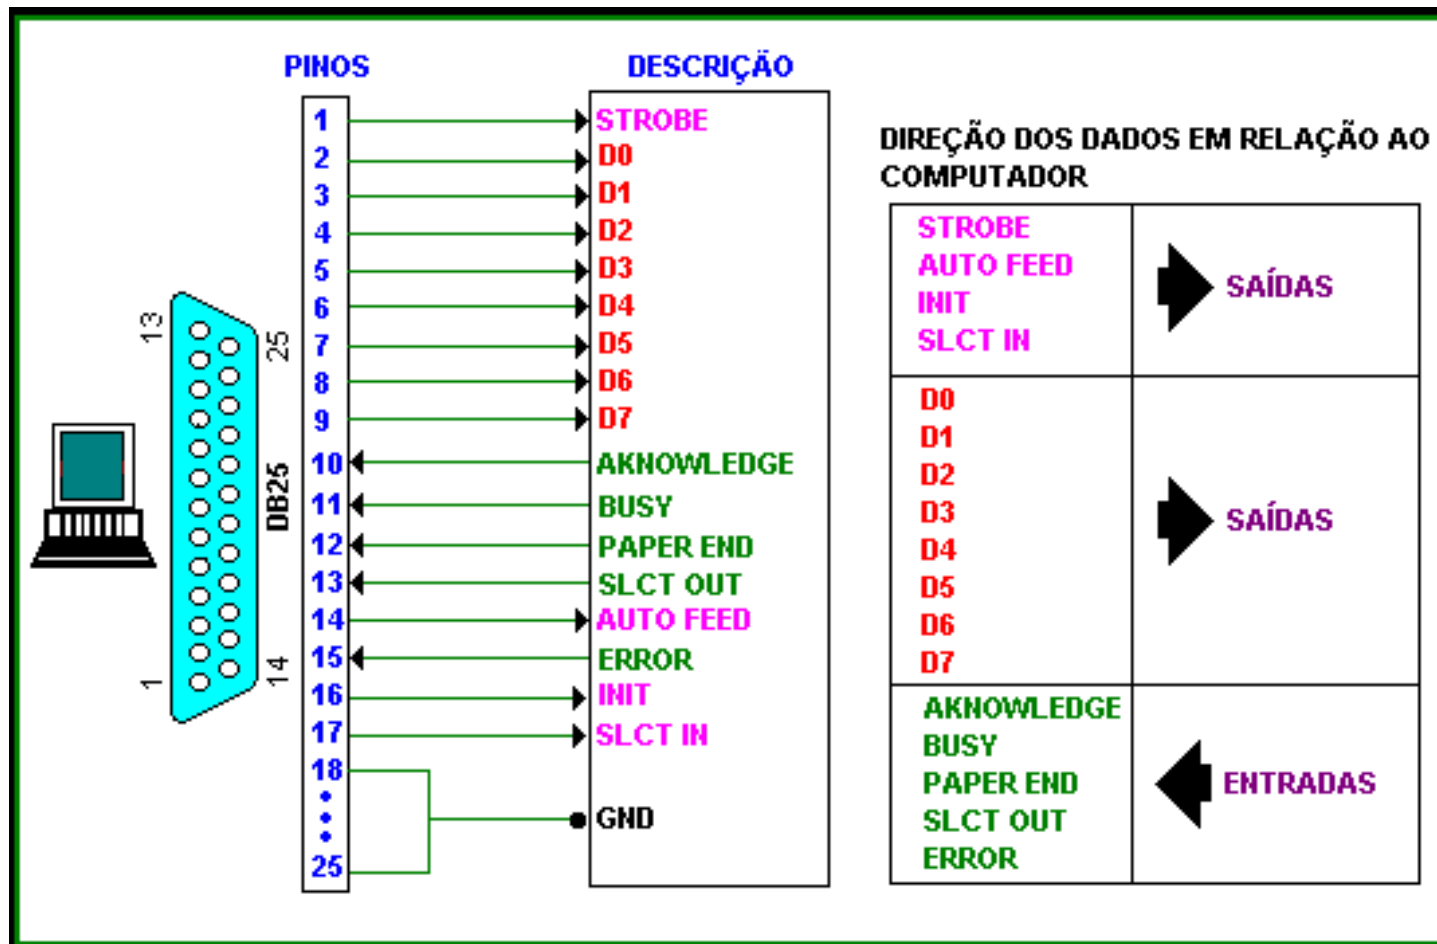 PINOS
DESCRIÇÃO
1 STROBE
2 D0
3 D1
4 D2
5 D3
6 D4
7 D5
8 D6
9 D7
10 AKNOWLEDGE
11 BUSY
12 PAPER END
13 SLCT OUT
14 AUTO FEED
15 ERROR
16 INIT
17 SLCT IN
18
25
GND
13
25
DB25
1
14
DIREÇÃO DOS DADOS EM RELAÇÃO AO
COMPUTADOR
STROBE
AUTO FEED
INIT
SLCT IN
SAÍDAS
D0
D1
D2
D3
D4
D5
D6
D7
SAÍDAS
AKNOWLEDGE
BUSY
PAPER END
SLCT OUT
ERROR
ENTRADAS